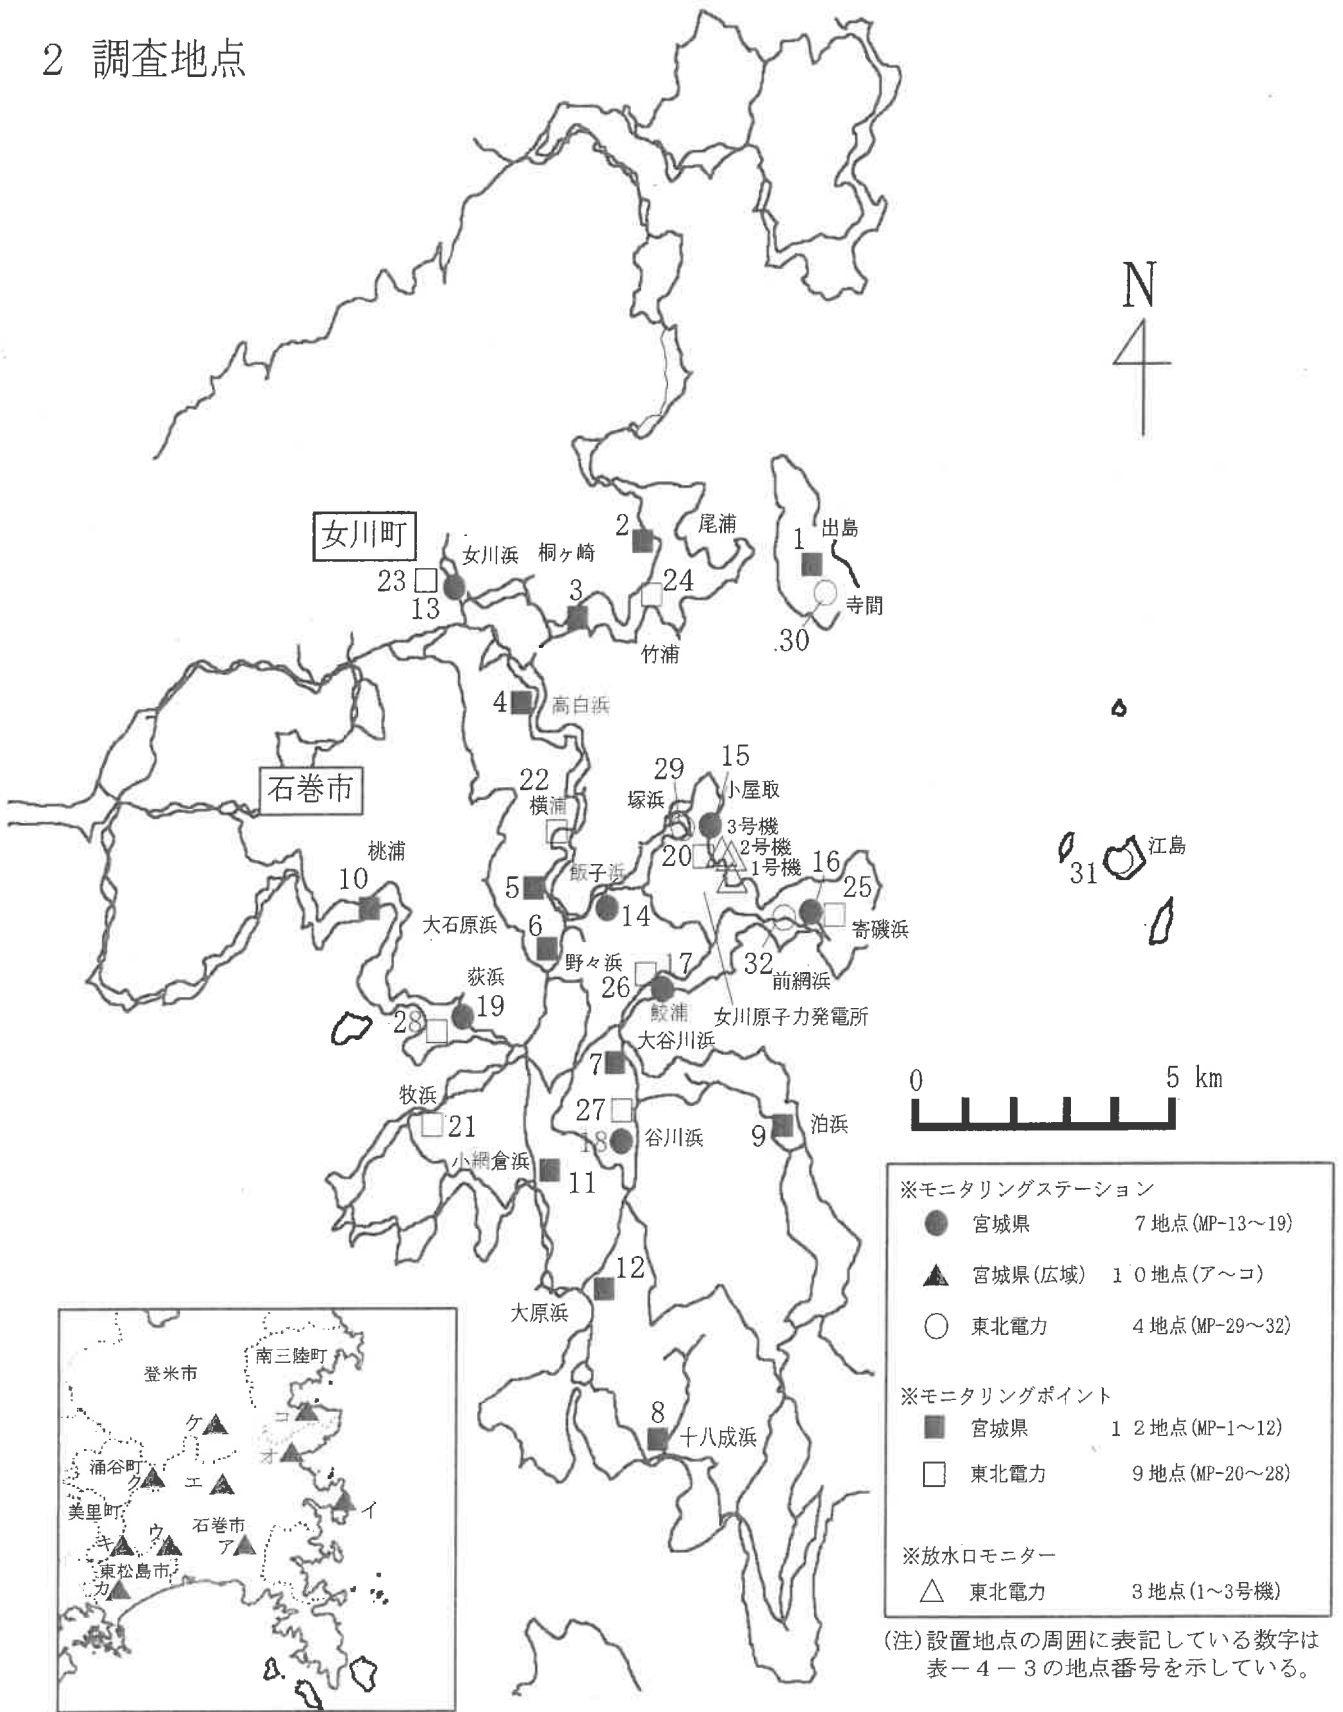 2 調査地点
N
女川町
23
13
女川浜
桐ヶ崎
2
尾浦
1
出島
3
24
寺間
30
竹浦
4
高白浜
石巻市
22
横浦
29
塚浜
15
小屋取
3号機
2号機
1号機
20
16
25
31
江島
桃浦
10
5
飯子浜
14
大石原浜
6
野々浜
寄磯浜
32
前網浜
荻浜
19
28
26
17
鮫浦
女川原子力発電所
大谷川浜
7
0
5 km
牧浜
21
27
18
谷川浜
9
泊浜
小網倉浜
11
12
大原浜
8
十八成浜
※モニタリングステーション
宮城県 7地点(MP-13～19)
宮城県(広域) 10地点(ア～コ)
東北電力 4地点(MP-29～32)
※モニタリングポイント
宮城県 12地点(MP-1～12)
東北電力 9地点(MP-20～28)
※放水口モニター
東北電力 3地点(1～3号機)
(注)設置地点の周囲に表記している数字は
表－4－3の地点番号を示している。
南三陸町
登米市
コ
ケ
オ
涌谷町
ク
エ
イ
美里町
石巻市
キ
ウ
ア
東松島市
カ